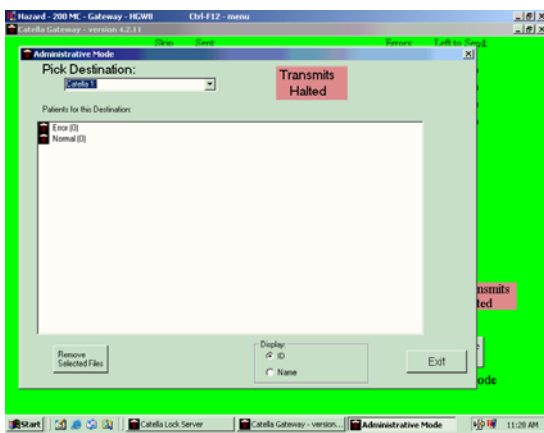 Hazard - 200 MC - Gateway - HGWB Ctrl-F12 - menu
Catella Gateway - version 4.2.11
Skip Sent Errors Left to Send
Administrative Mode
Pick Destination:
Catella 1:
Transmits
Halted
Patients for this Destination:
Error (0)
Normal (0)
nsmits
ted
Remove
Selected Files
Display:
ID
Name
Exit
ode
Start
Catella Lock Server
Catella Gateway - version...
Administrative Mode
11:28 AM